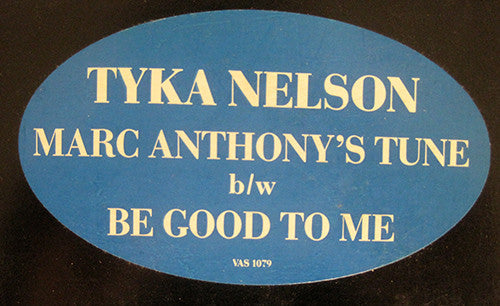 TYKA NELSON
MARC ANTHONY'S TUNE
b/w
BE GOOD TO ME
VAS 1079